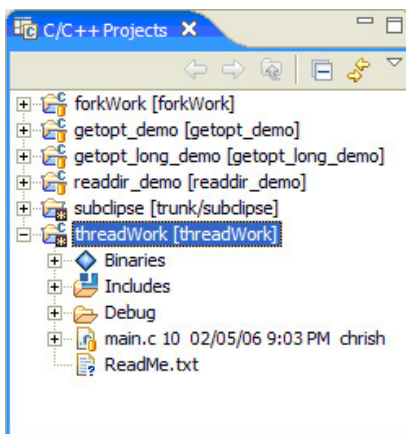 C/C++ Projects
forkWork [forkWork]
getopt_demo [getopt_demo]
getopt_long_demo [getopt_long_demo]
readdir_demo [readdir_demo]
subclipse [trunk/subclipse]
threadWork [threadWork]
Binaries
Includes
Debug
main.c 10 02/05/06 9:03 PM chrish
ReadMe.txt